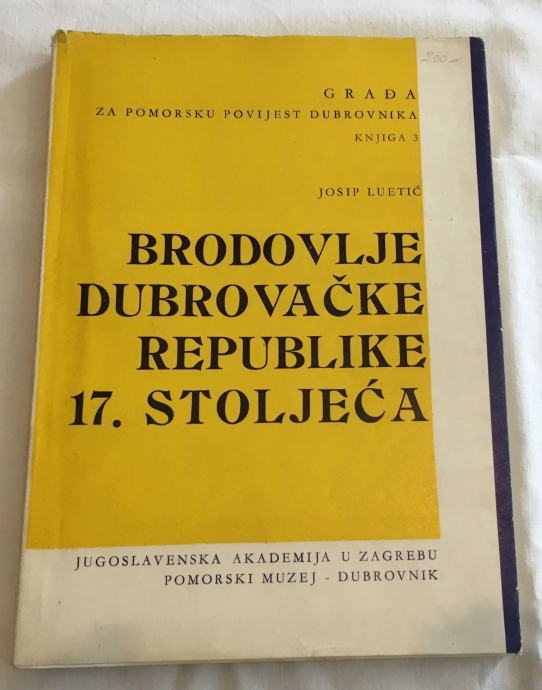 200-
GRAĐA
ZA POMORSKU POVIJEST DUBROVNIKA
KNJIGA 3
JOSIP LUETIĆ
BRODOVLJE
DUBROVAČKE
REPUBLIKE
17. STOLJEĆA
JUGOSLAVENSKA AKADEMIJA U ZAGREBU
POMORSKI MUZEJ - DUBROVNIK